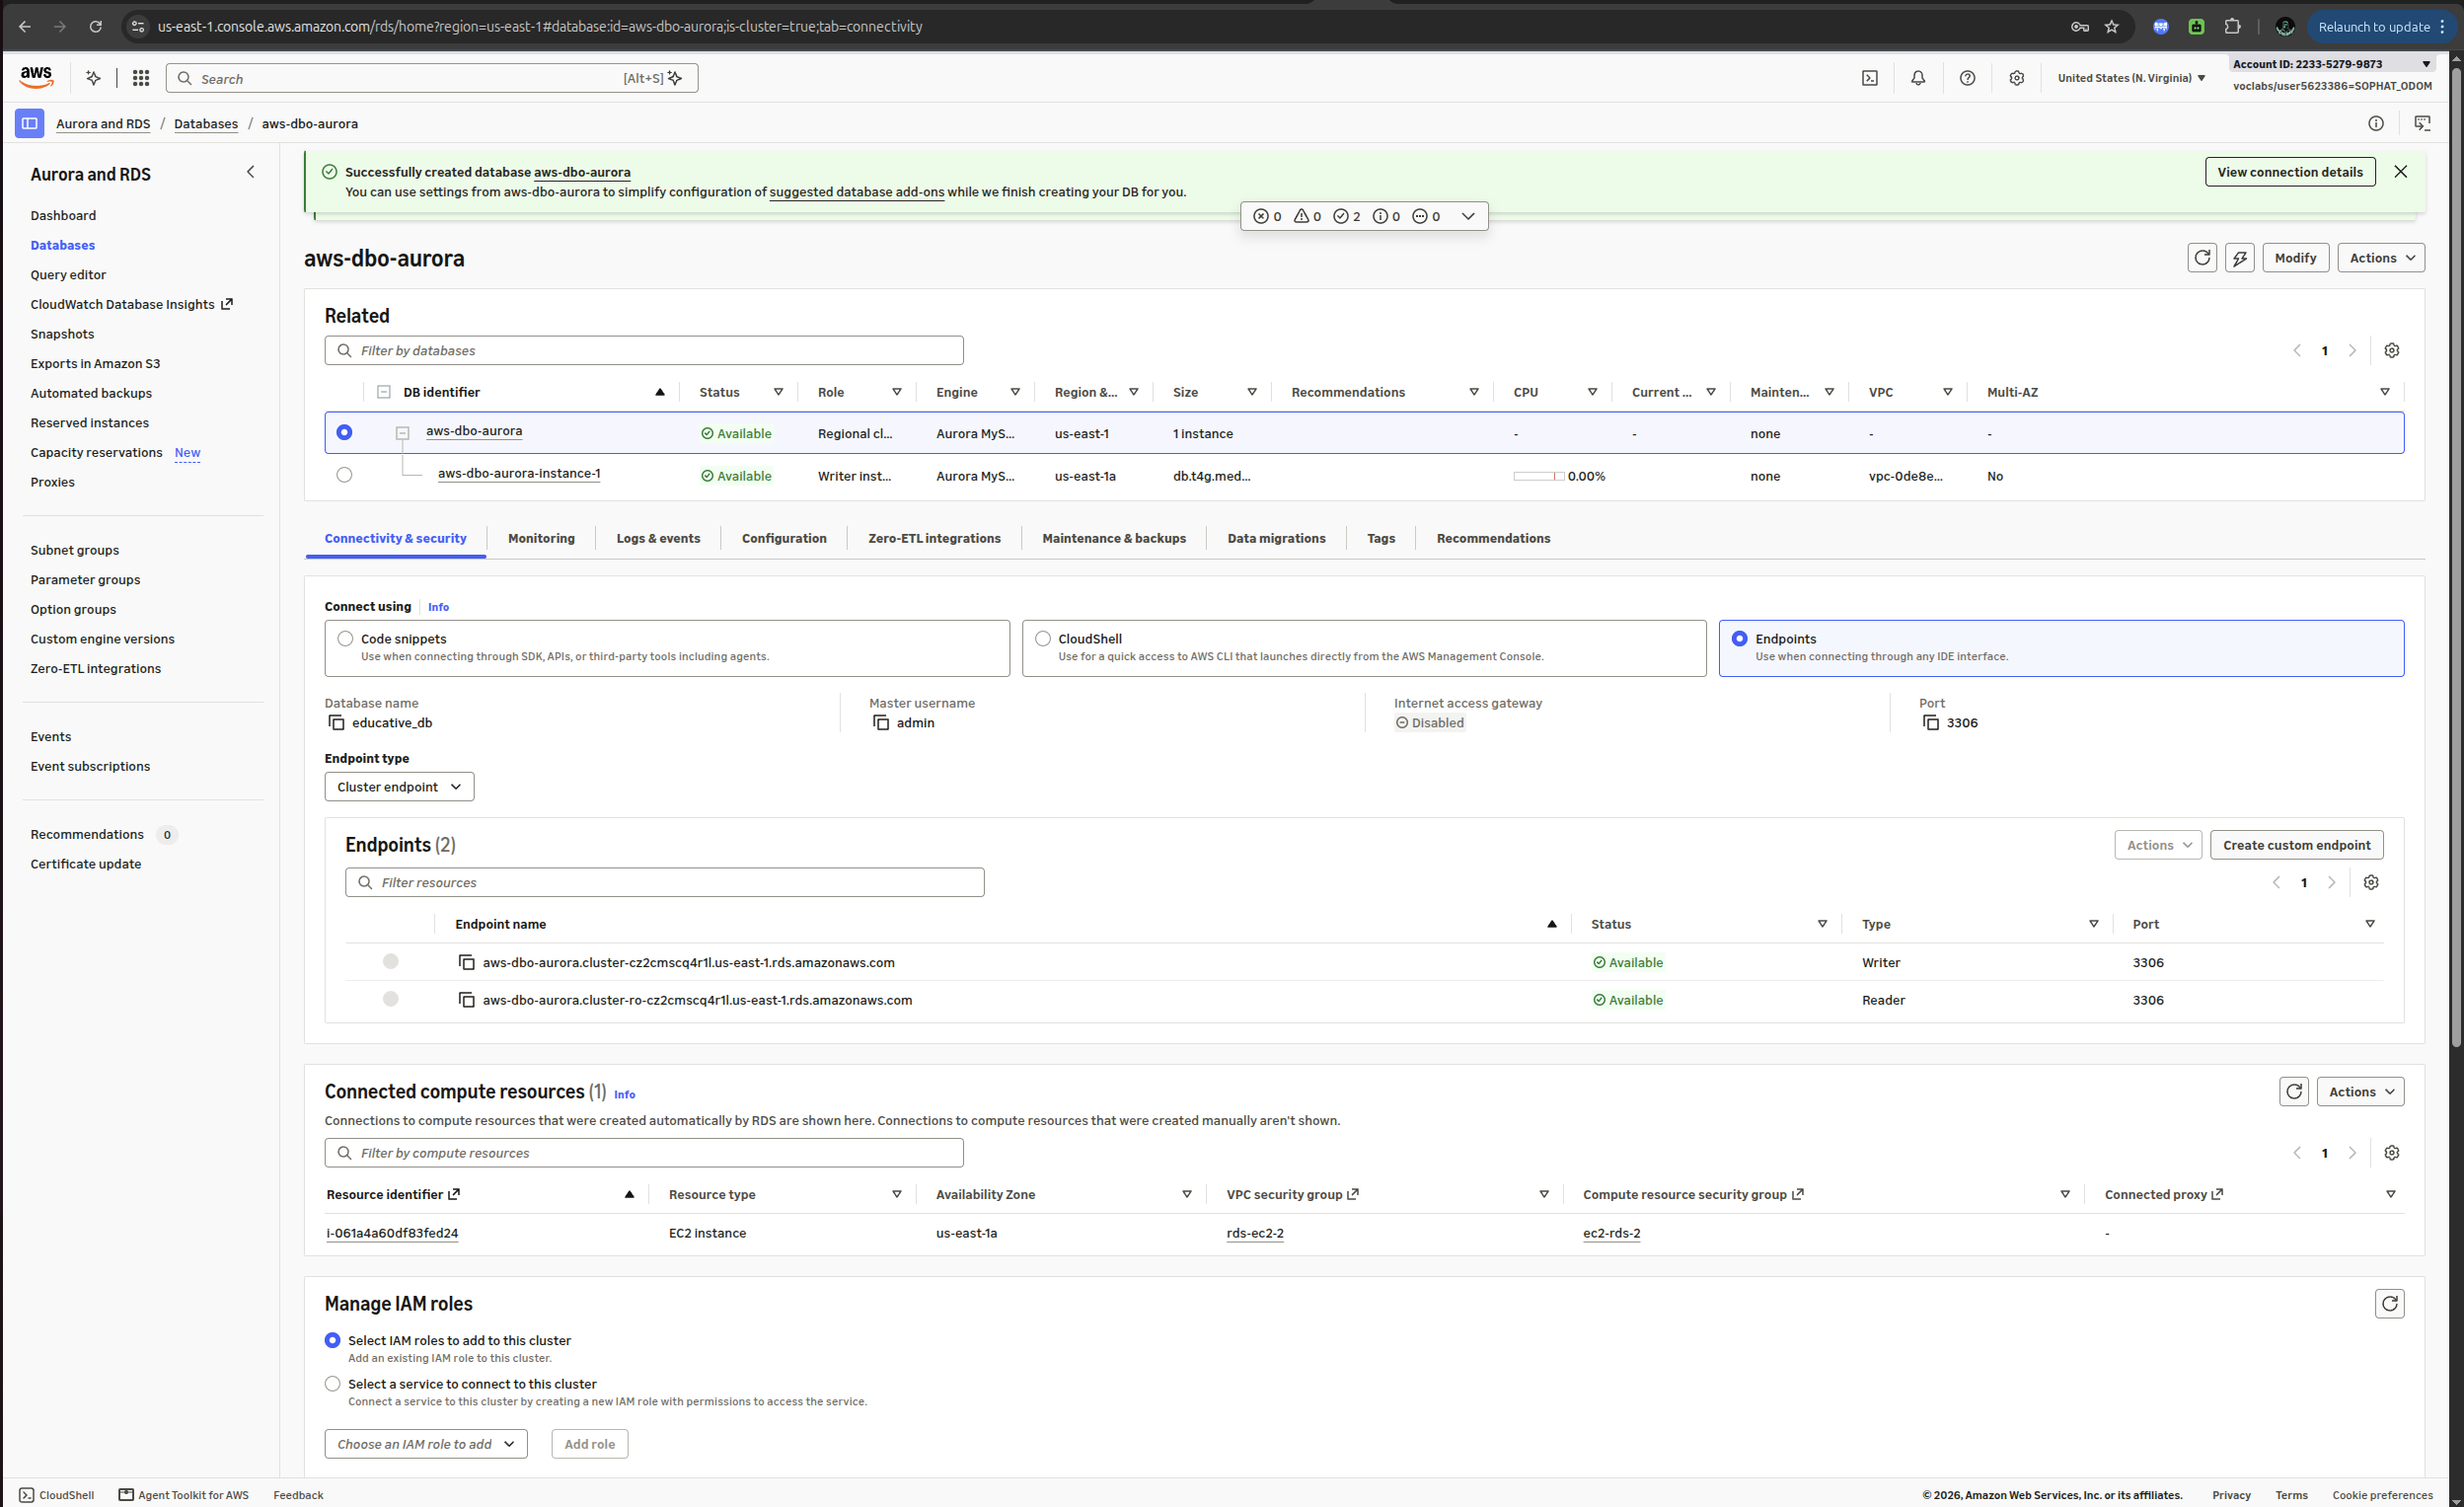 us-east-1.console.aws.amazon.com/rds/home?region=us-east-1#database:id=aws-dbo-aurora;is-cluster=true;tab=connectivity
Relaunch to update
aws
Search
[Alt+S]
United States (N. Virginia)
Account ID: 2233-5279-9873
voclabs/user5623386=SOPHAT_ODOM
Aurora and RDS / Databases / aws-dbo-aurora
Aurora and RDS
Dashboard
Databases
Query editor
CloudWatch Database Insights
Snapshots
Exports in Amazon S3
Automated backups
Reserved instances
Capacity reservations New
Proxies
Subnet groups
Parameter groups
Option groups
Custom engine versions
Zero-ETL integrations
Events
Event subscriptions
Recommendations 0
Certificate update
Successfully created database aws-dbo-aurora
You can use settings from aws-dbo-aurora to simplify configuration of suggested database add-ons while we finish creating your DB for you.
View connection details
0 0 2 0 0
aws-dbo-aurora
Modify
Actions
Related
Filter by databases
1
DB identifier Status Role Engine Region &... Size Recommendations CPU Current ... Mainten... VPC Multi-AZ
aws-dbo-aurora Available Regional cl... Aurora MyS... us-east-1 1 instance - - none - -
aws-dbo-aurora-instance-1 Available Writer inst... Aurora MyS... us-east-1a db.t4g.med... 0.00% none vpc-0de8e... No
Connectivity & security Monitoring Logs & events Configuration Zero-ETL integrations Maintenance & backups Data migrations Tags Recommendations
Connect using Info
Code snippets
Use when connecting through SDK, APIs, or third-party tools including agents.
CloudShell
Use for a quick access to AWS CLI that launches directly from the AWS Management Console.
Endpoints
Use when connecting through any IDE interface.
Database name
educative_db
Master username
admin
Internet access gateway
Disabled
Port
3306
Endpoint type
Cluster endpoint
Endpoints (2)
Actions
Create custom endpoint
Filter resources
1
Endpoint name Status Type Port
aws-dbo-aurora.cluster-cz2cmscq4r1l.us-east-1.rds.amazonaws.com Available Writer 3306
aws-dbo-aurora.cluster-ro-cz2cmscq4r1l.us-east-1.rds.amazonaws.com Available Reader 3306
Connected compute resources (1) Info
Actions
Connections to compute resources that were created automatically by RDS are shown here. Connections to compute resources that were created manually aren't shown.
Filter by compute resources
1
Resource identifier Resource type Availability Zone VPC security group Compute resource security group Connected proxy
i-061a4a60df83fed24 EC2 instance us-east-1a rds-ec2-2 ec2-rds-2 -
Manage IAM roles
Select IAM roles to add to this cluster
Add an existing IAM role to this cluster.
Select a service to connect to this cluster
Connect a service to this cluster by creating a new IAM role with permissions to access the service.
Choose an IAM role to add
Add role
CloudShell
Agent Toolkit for AWS
Feedback
© 2026, Amazon Web Services, Inc. or its affiliates.
Privacy
Terms
Cookie preferences